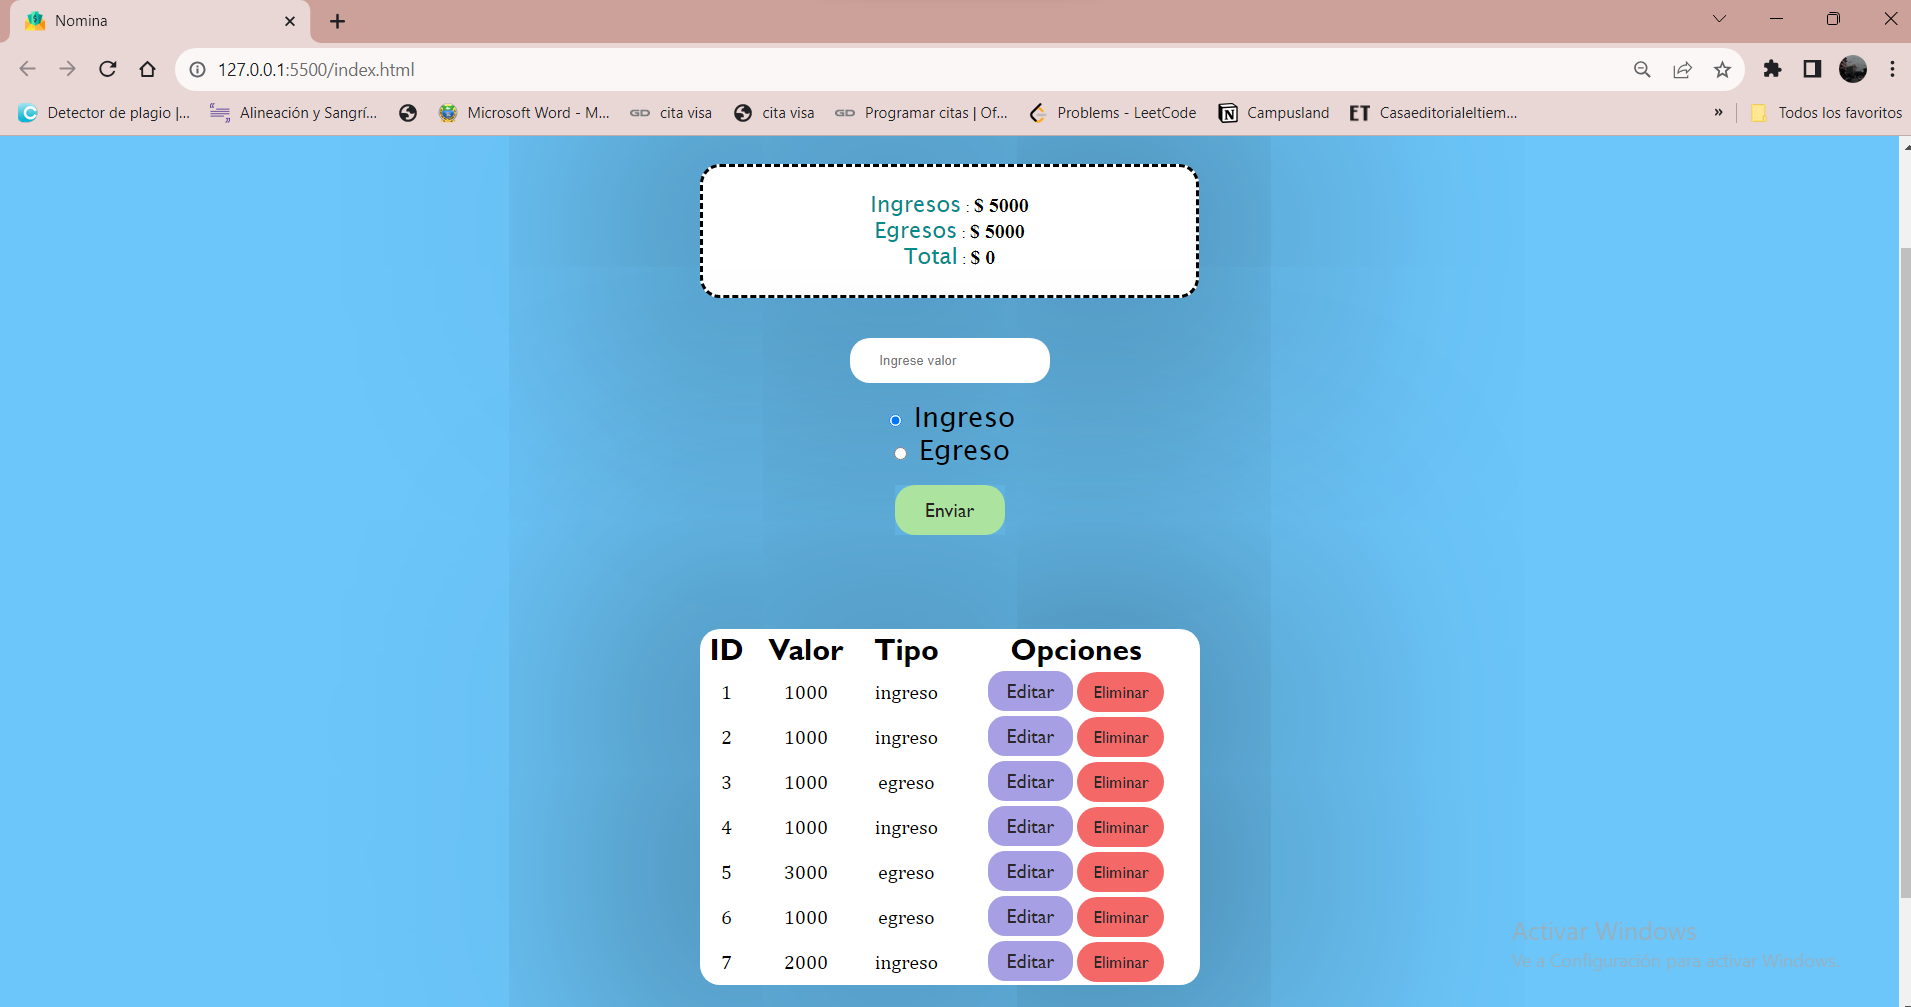 Nomina
127.0.0.1:5500/index.html
Detector de plagio |...
Alineación y Sangrí...
Microsoft Word - M...
GD cita visa
cita visa
GD Programar citas | Of...
Problems - LeetCode
Campusland
ET Casaeditorialeltiem...
»
Todos los favoritos
Ingresos : $ 5000
Egresos : $ 5000
Total : $ 0
Ingrese valor
Ingreso
Egreso
Enviar
ID Valor Tipo Opciones
1 1000 ingreso Editar Eliminar
2 1000 ingreso Editar Eliminar
3 1000 egreso Editar Eliminar
4 1000 ingreso Editar Eliminar
5 3000 egreso Editar Eliminar
6 1000 egreso Editar Eliminar
7 2000 ingreso Editar Eliminar
Activar Windows
Ve a Configuración para activar Windows.